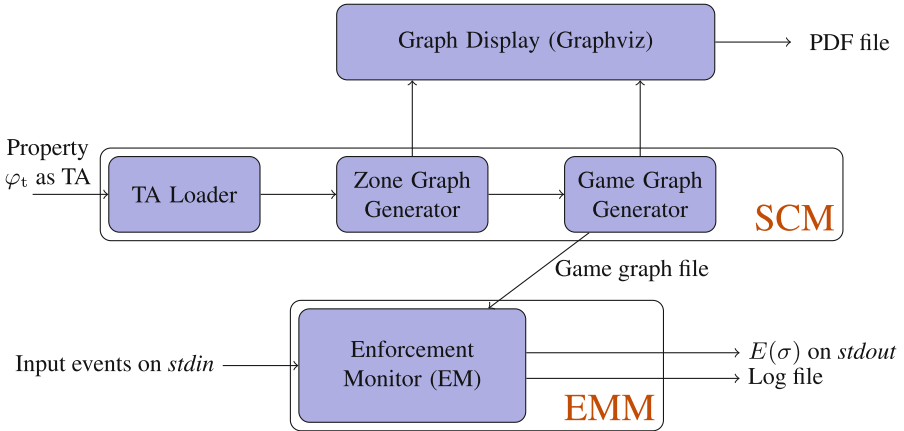 Graph Display (Graphviz)
PDF file
Property
φt as TA
TA Loader
Zone Graph
Generator
Game Graph
Generator
SCM
Game graph file
Input events on stdin
Enforcement
Monitor (EM)
E(σ) on stdout
Log file
EMM